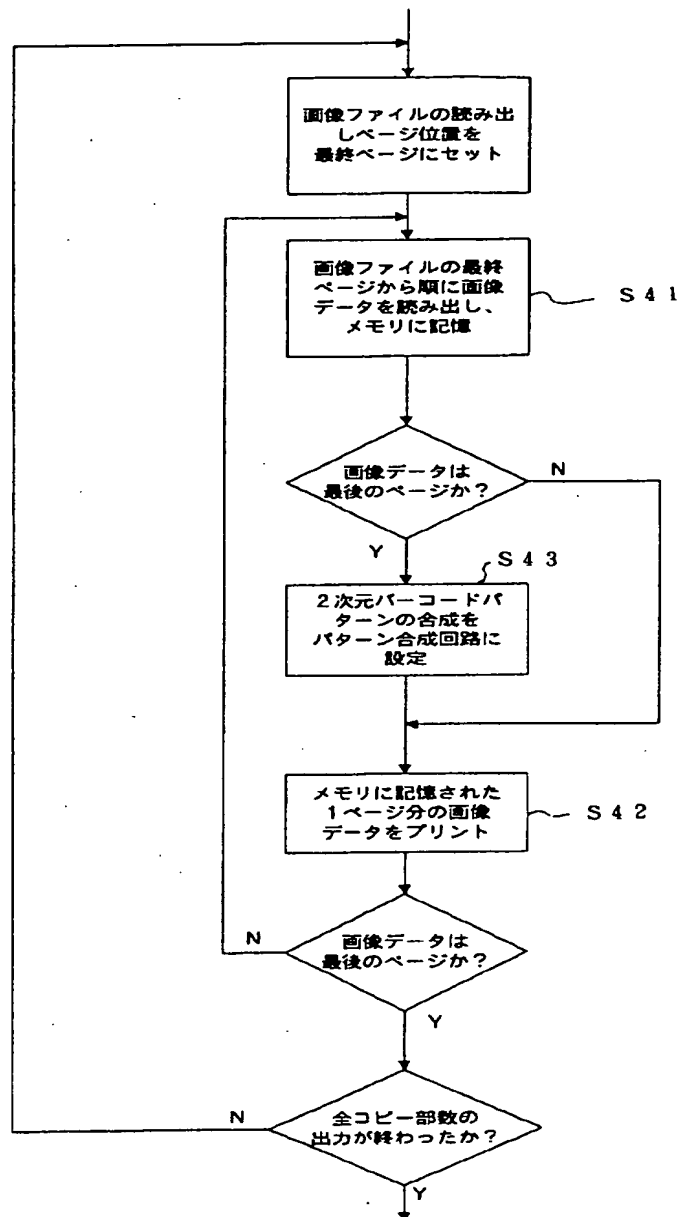 画像ファイルの読み出
しページ位置を
最終ページにセット
画像ファイルの最終
ページから順に画像
データを読み出し、
メモリに記憶
S41
画像データは
最後のページか？
N
Y
S43
２次元バーコードパ
ターンの合成を
パターン合成回路に
設定
メモリに記憶された
１ページ分の画像
データをプリント
S42
N
画像データは
最後のページか？
Y
N
全コピー部数の
出力が終わったか？
Y